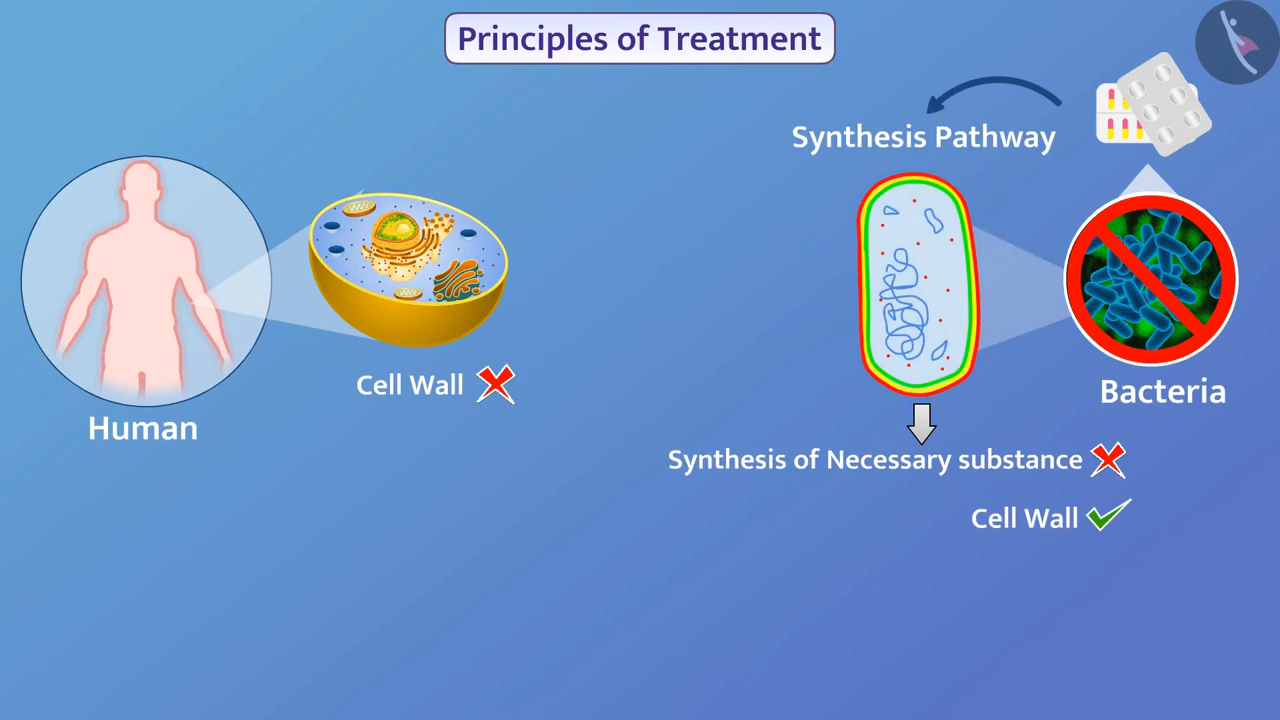 Principles of Treatment
Synthesis Pathway
Cell Wall
Human
Bacteria
Synthesis of Necessary substance
Cell Wall